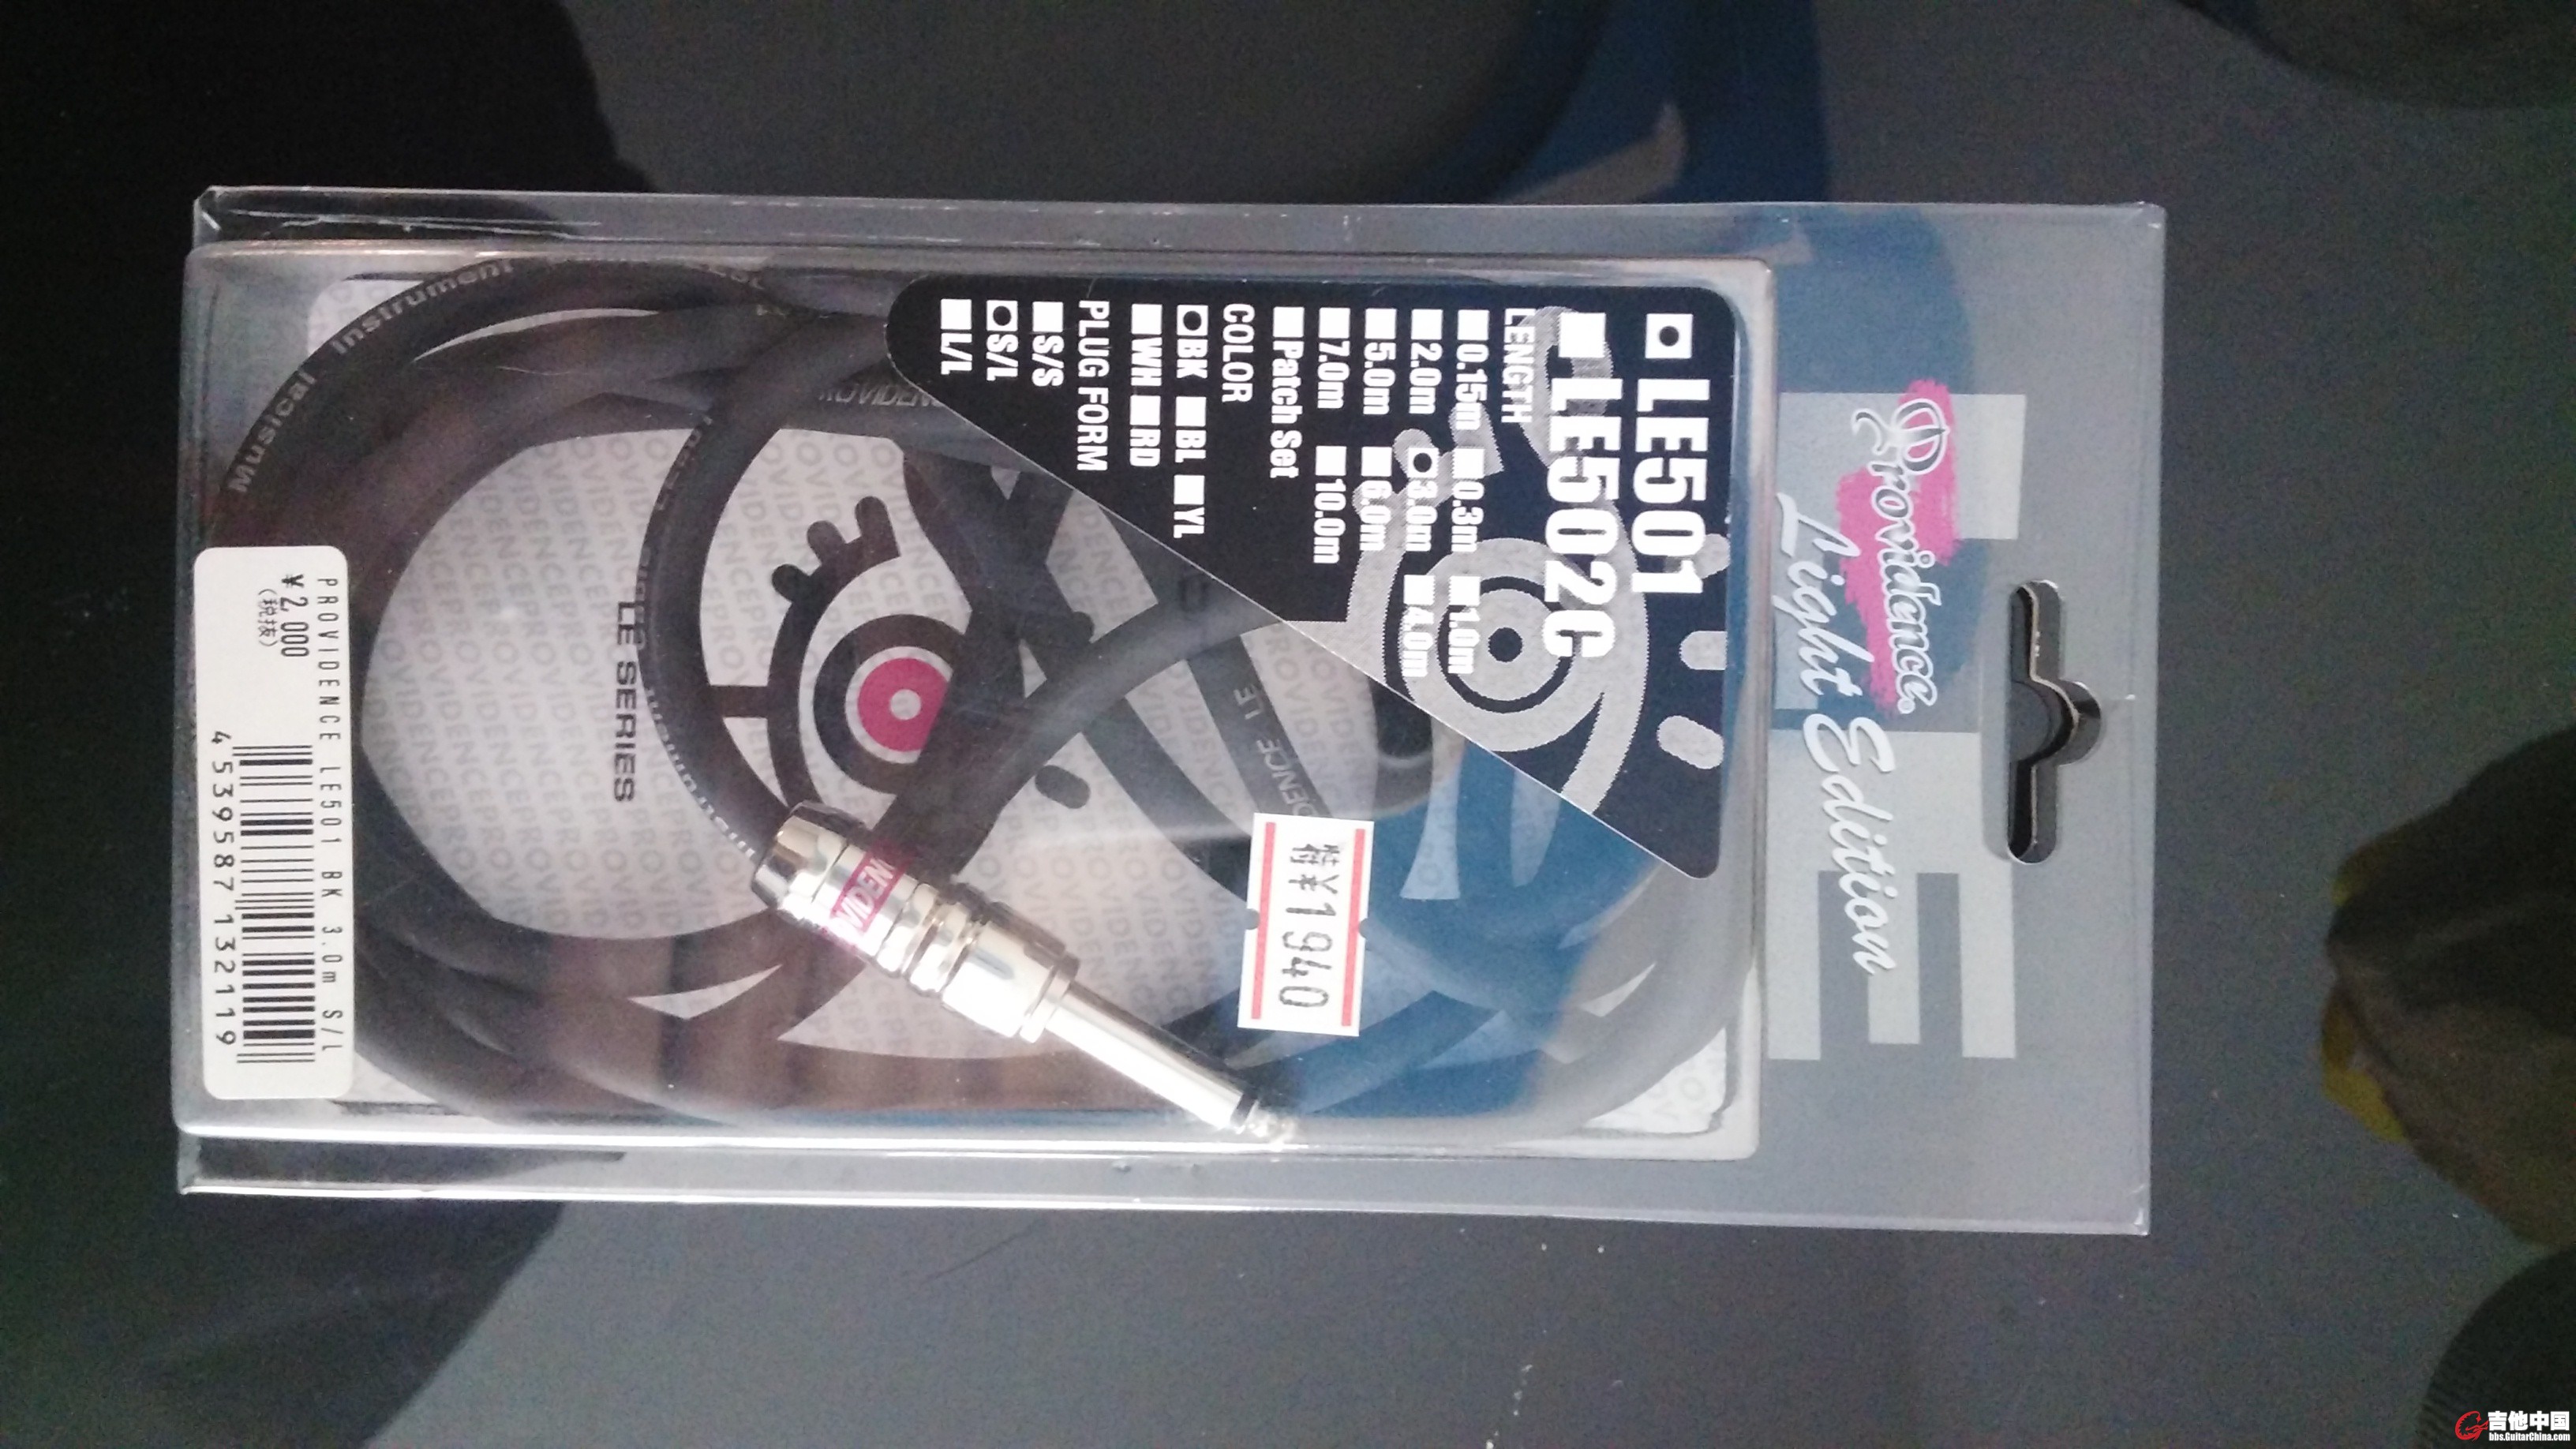 Providence®
Light Edition
LE
LE501
LE502C
LENGTH
0.15m 0.3m 1.0m
2.0m 3.0m 4.0m
5.0m 6.0m
7.0m 10.0m
Patch Set
COLOR
BK BL YL
WH RD
PLUG FORM
S/S
S/L
L/L
特¥1940
付
LE SERIES
Musical Instrument
PROVIDENCE LE501 BK 3.0m S/L
¥2,000
(税抜)
4539587132119
吉他中国
bbs.GuitarChina.com